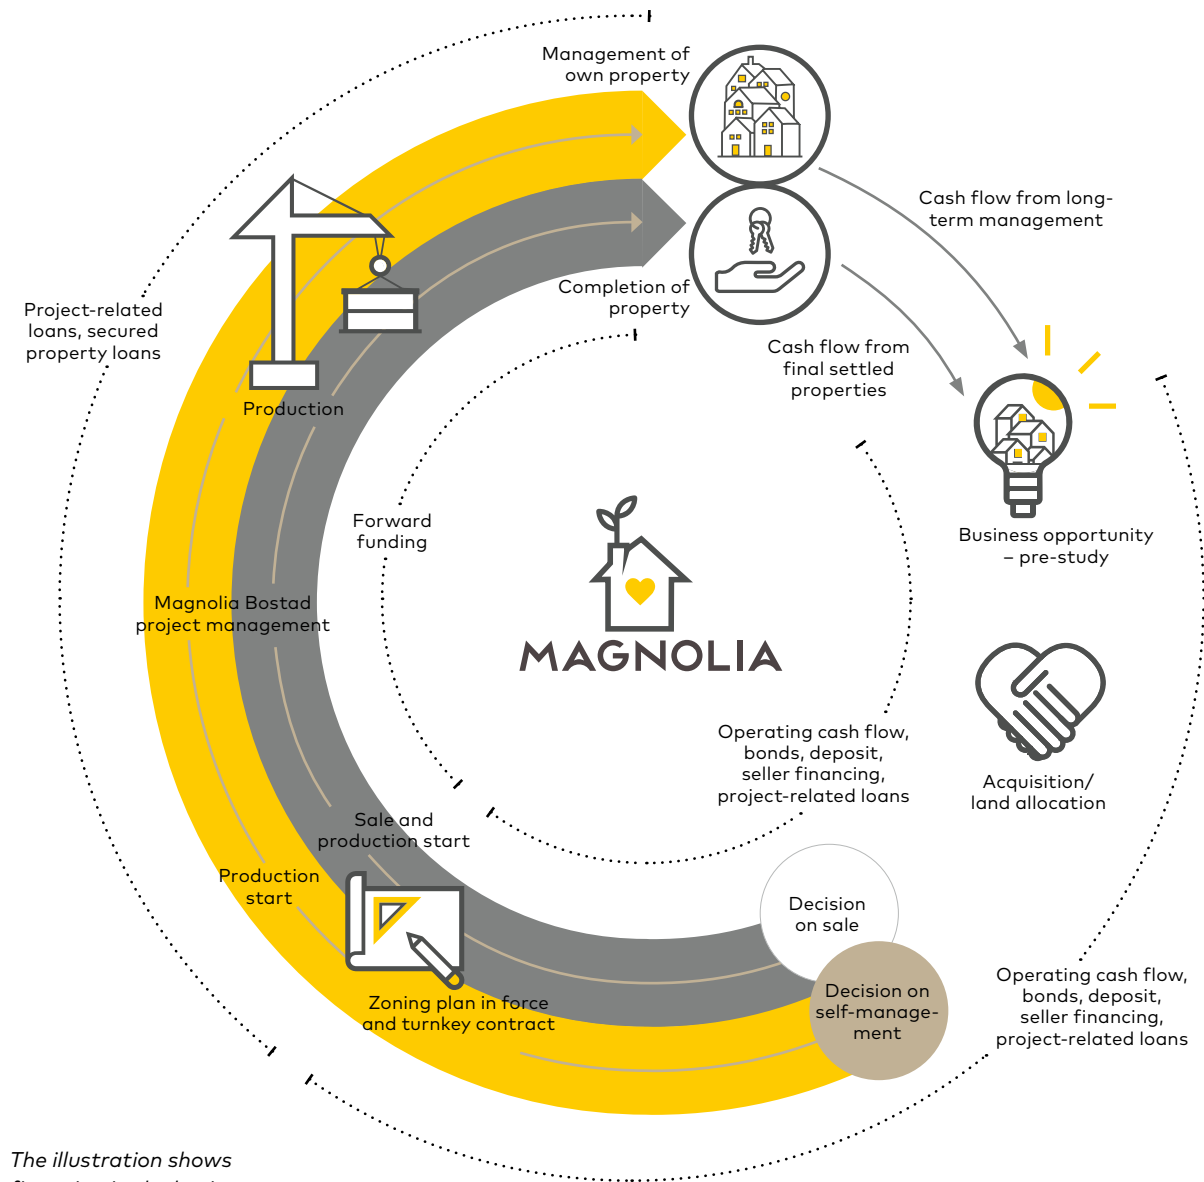 Management of
own property
Cash flow from long-
term management
Completion of
property
Project-related
loans, secured
property loans
Cash flow from
final settled
properties
Production
Forward
funding
Business opportunity
– pre-study
Magnolia Bostad
project management
MAGNOLIA
Operating cash flow,
bonds, deposit,
seller financing,
project-related loans
Acquisition/
land allocation
Sale and
production start
Production
start
Decision
on sale
Zoning plan in force
and turnkey contract
Decision on
self-manage-
ment
Operating cash flow,
bonds, deposit,
seller financing,
project-related loans
The illustration shows